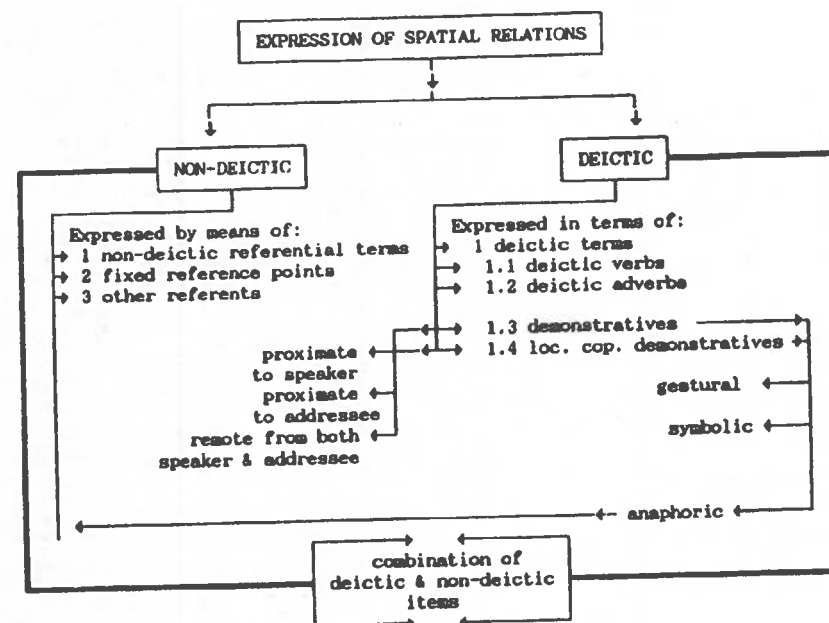 EXPRESSION OF SPATIAL RELATIONS
NON-DEICTIC
DEICTIC
Expressed by means of:
1 non-deictic referential terms
2 fixed reference points
3 other referents
Expressed in terms of:
1 deictic terms
1.1 deictic verbs
1.2 deictic adverbs
1.3 demonstratives
1.4 loc. cop. demonstratives
proximate
to speaker
proximate
to addressee
remote from both
speaker & addressee
gestural
symbolic
anaphoric
combination of
deictic & non-deictic
items